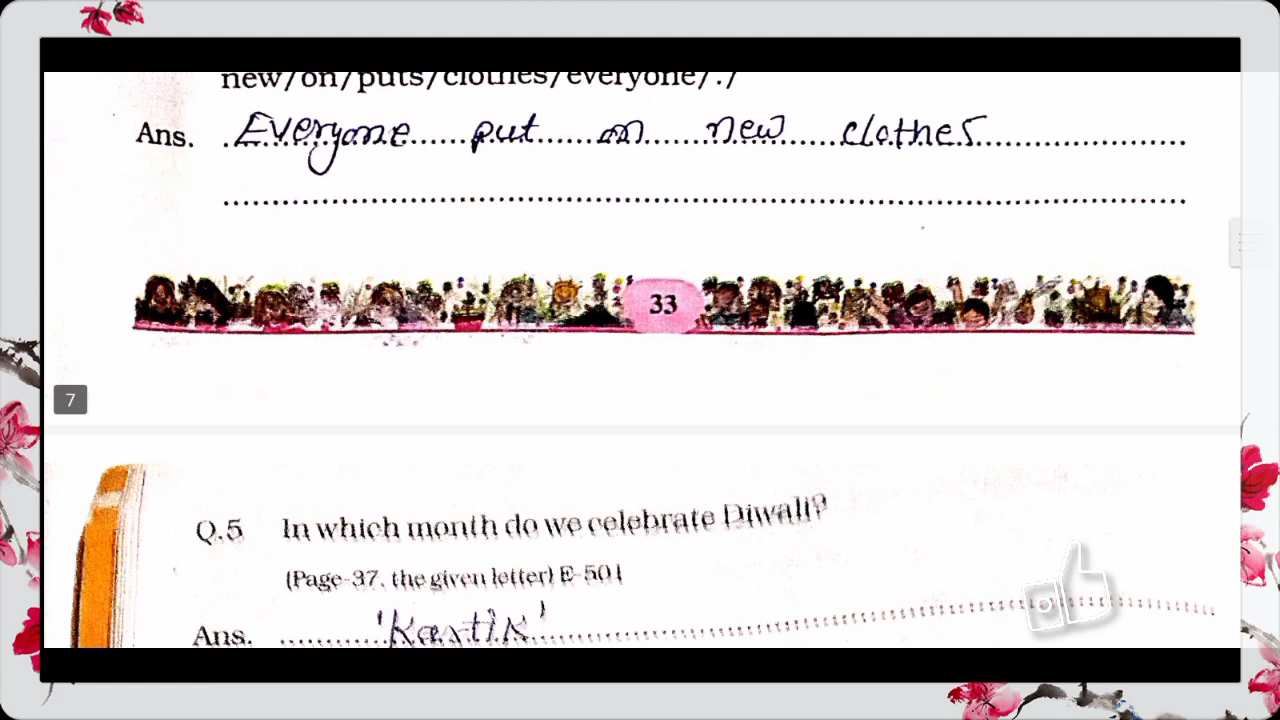 new/on/puts/clothes/everyone/./
Ans. Everyone put on new clothes
33
7
Q.5 In which month do we celebrate Diwali?
(Page-37, the given letter) E-501
Ans. 'Kartik'